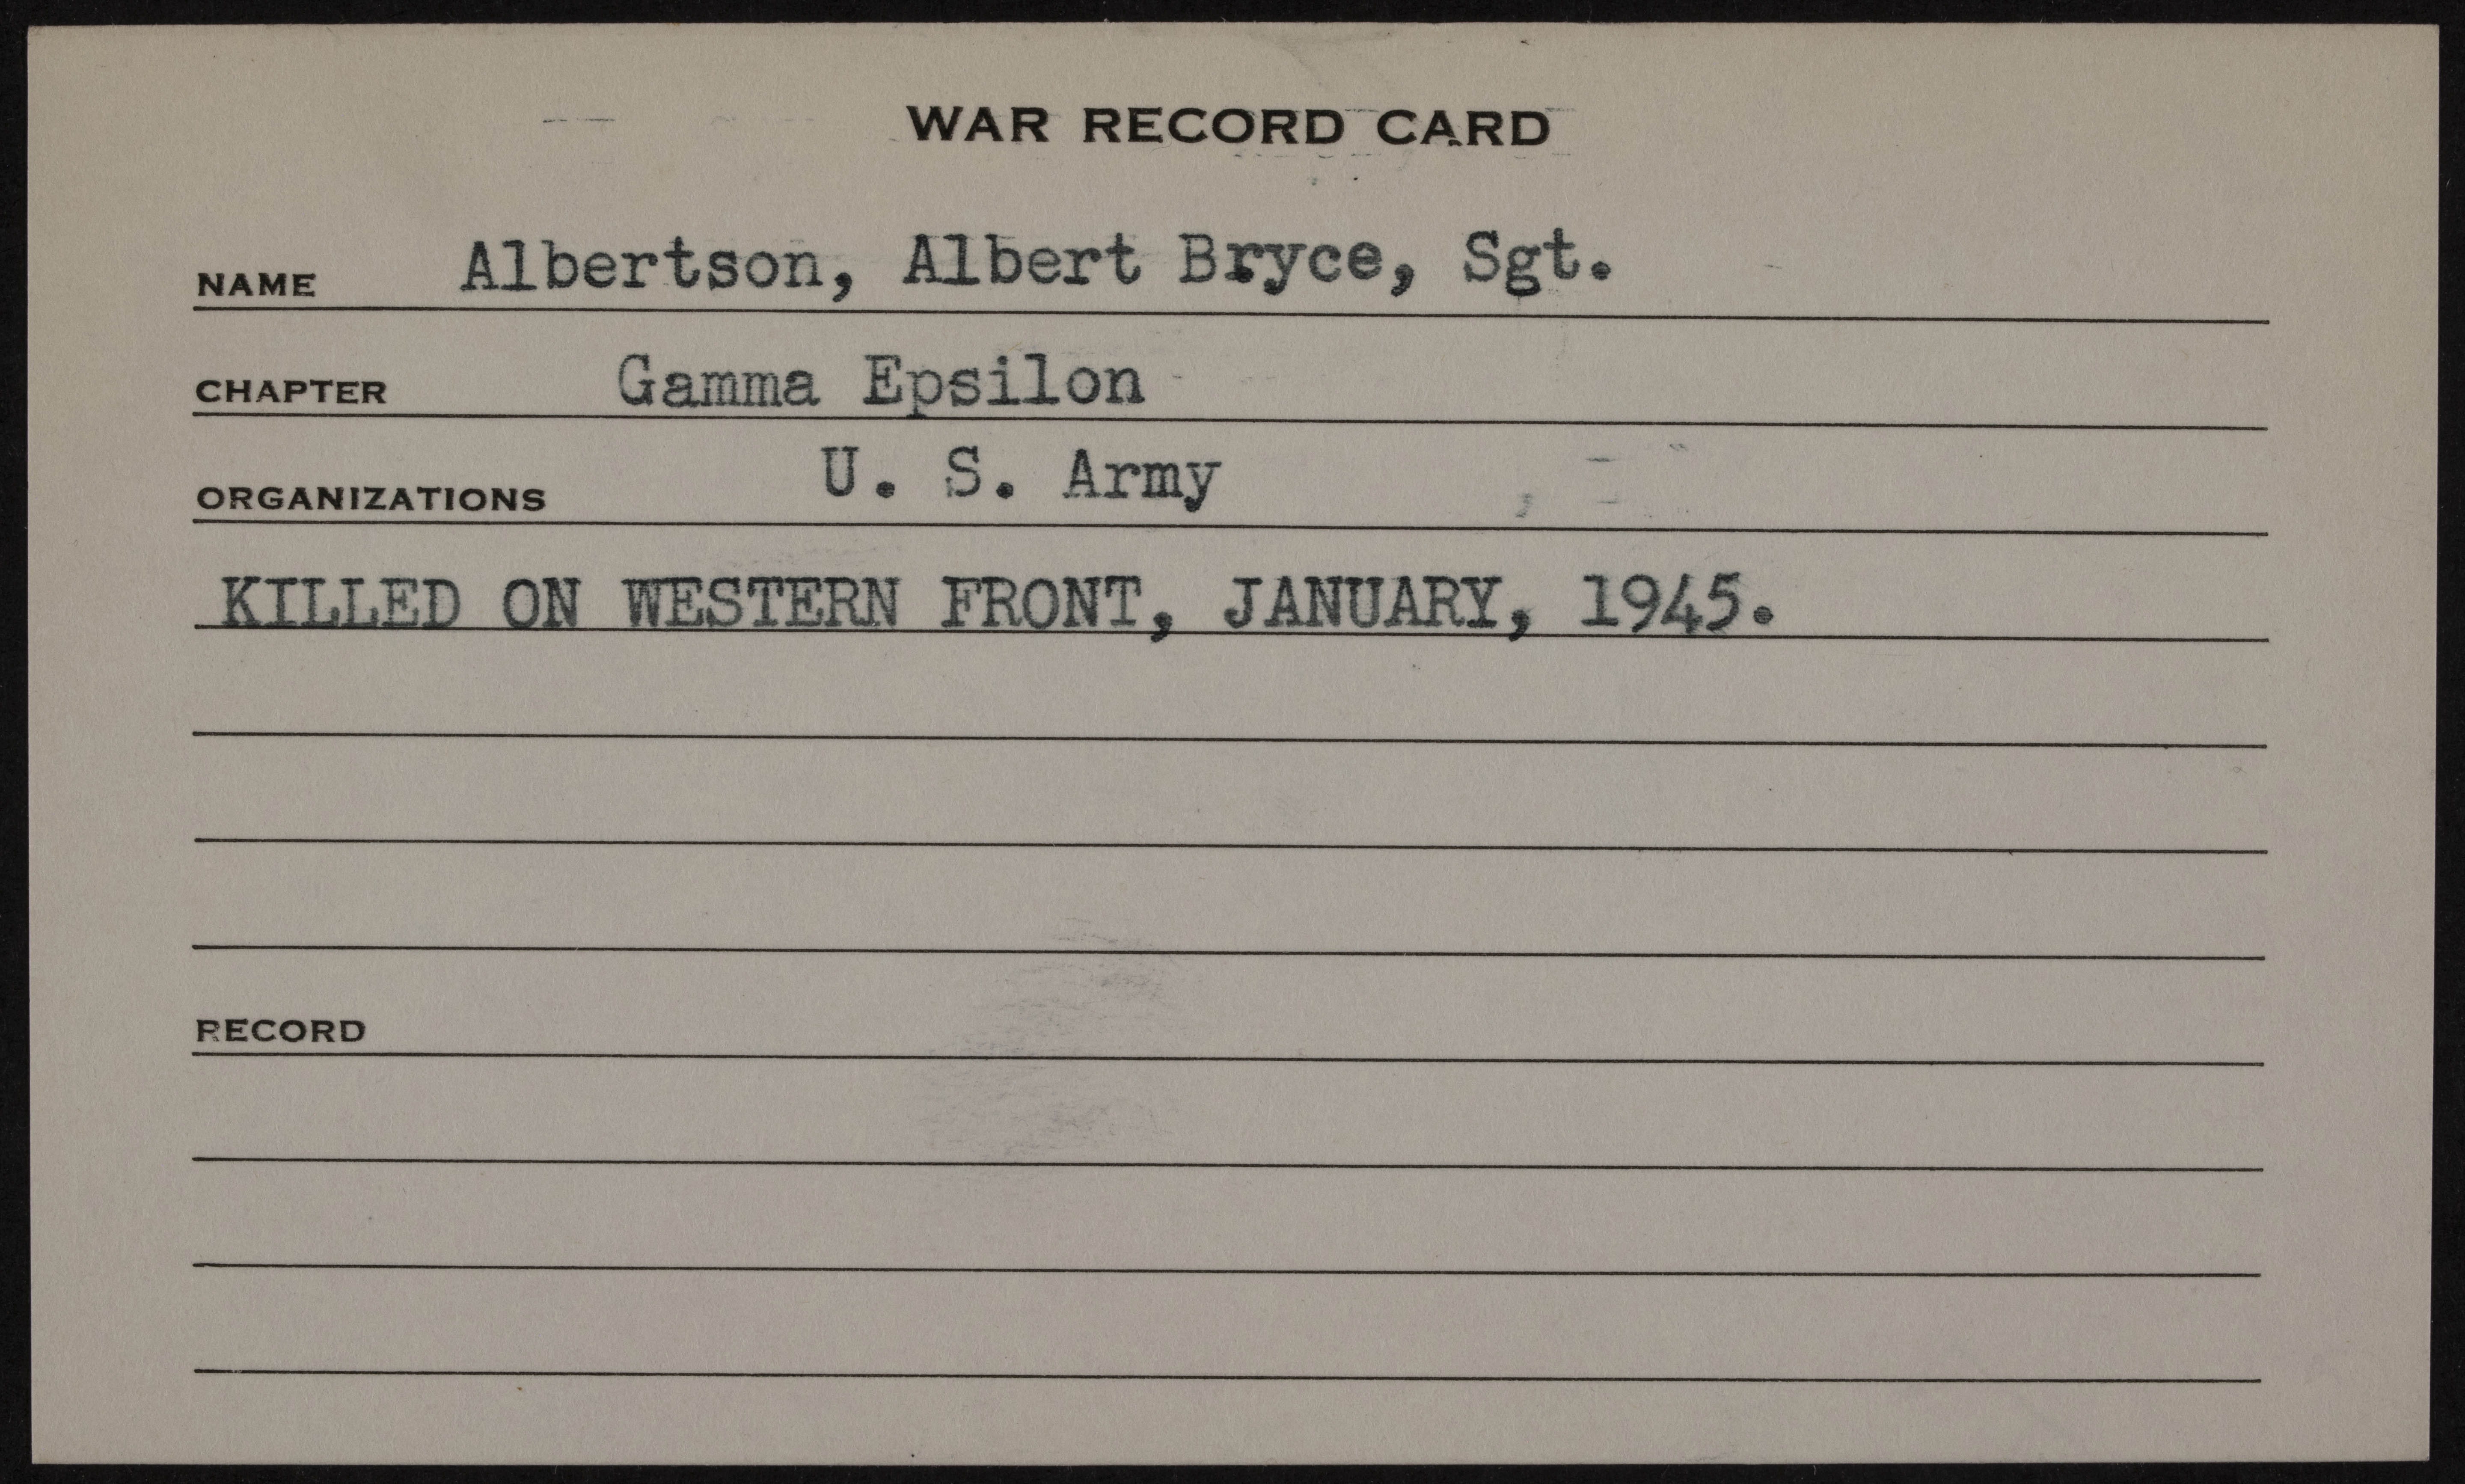 WAR RECORD CARD
NAME Albertson, Albert Bryce, Sgt.
CHAPTER Gamma Epsilon
ORGANIZATIONS U. S. Army
KILLED ON WESTERN FRONT, JANUARY, 1945.
RECORD